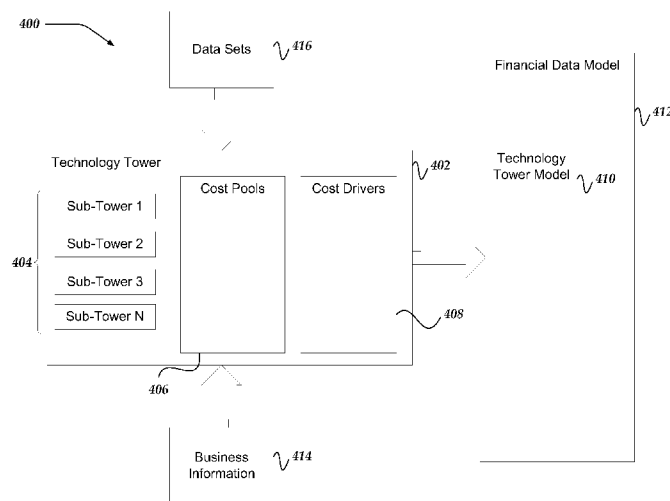 400
Data Sets
416
Financial Data Model
412
Technology Tower
402
Technology
Tower Model
410
Cost Pools
Cost Drivers
Sub-Tower 1
Sub-Tower 2
404
Sub-Tower 3
Sub-Tower N
408
406
Business
Information
414